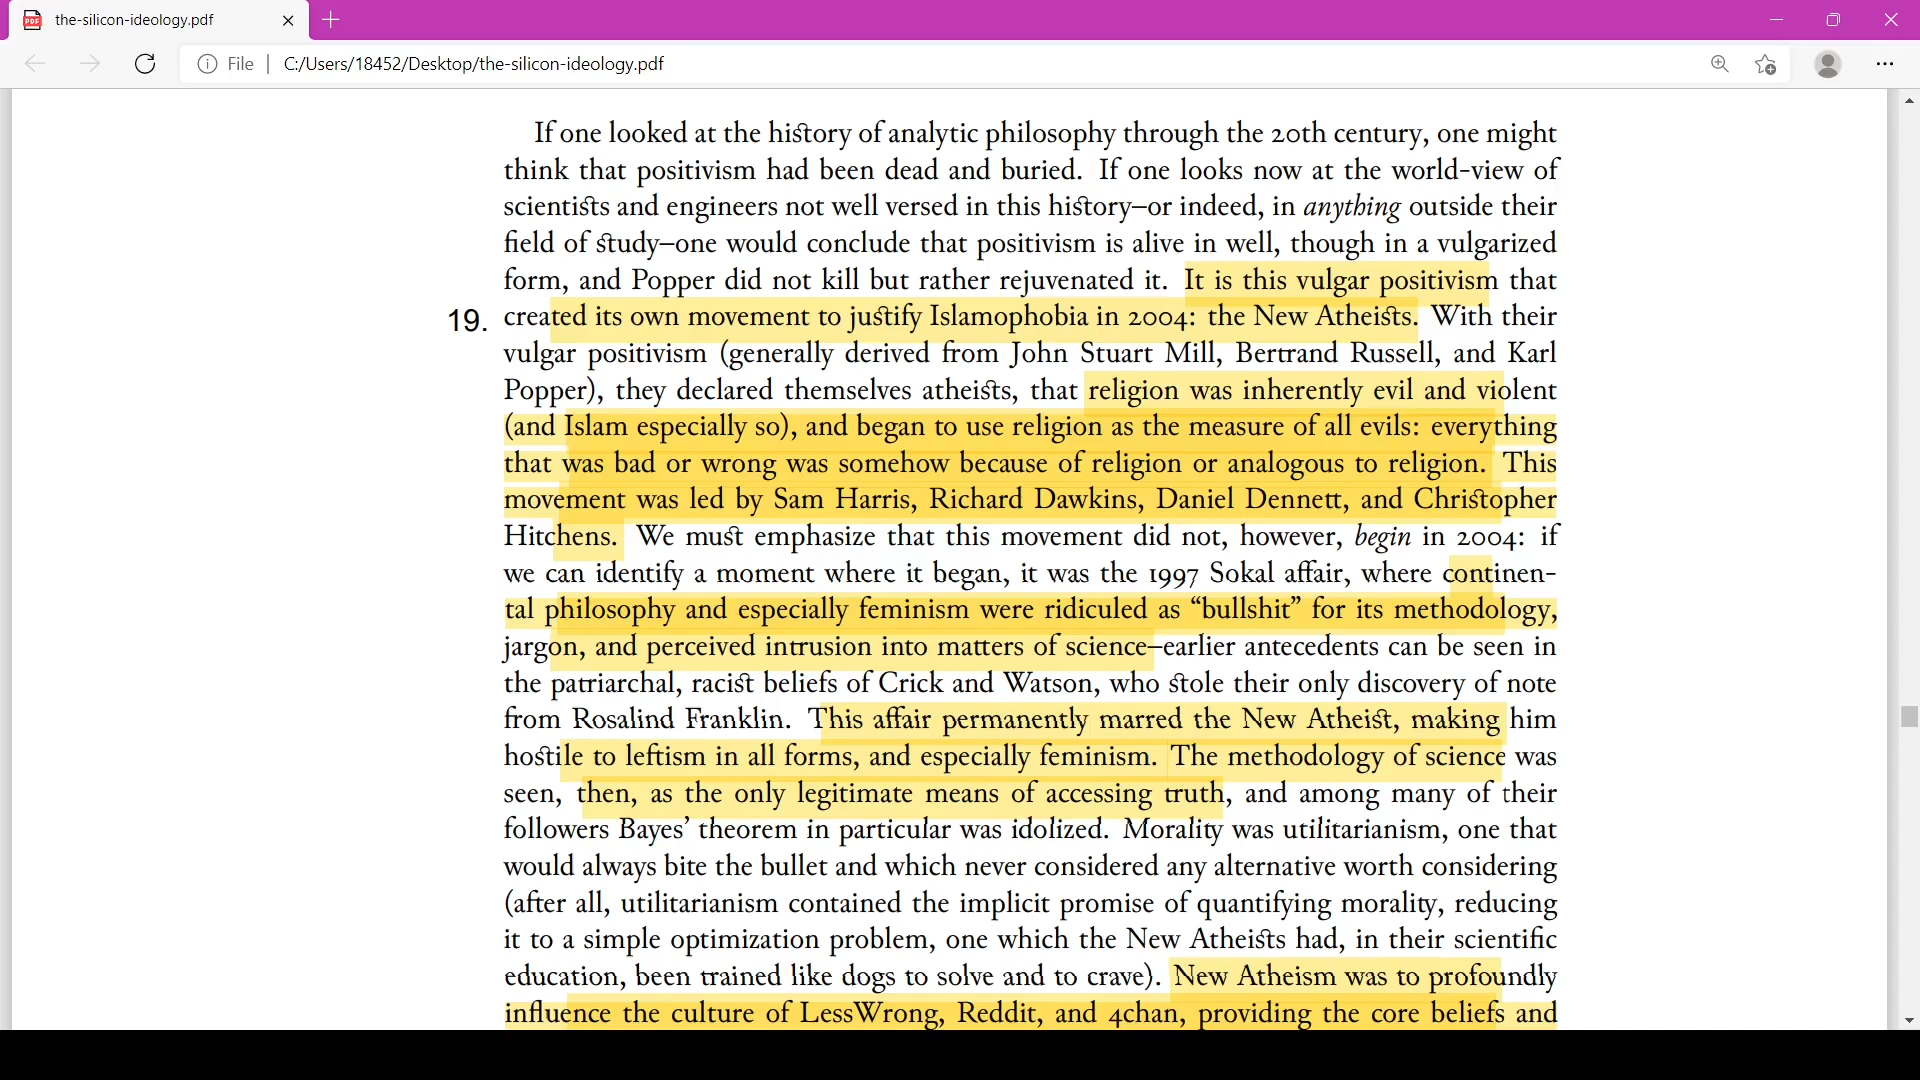 the-silicon-ideology.pdf
File | C:/Users/18452/Desktop/the-silicon-ideology.pdf
If one looked at the history of analytic philosophy through the 20th century, one might
think that positivism had been dead and buried. If one looks now at the world-view of
scientists and engineers not well versed in this history–or indeed, in anything outside their
field of study–one would conclude that positivism is alive in well, though in a vulgarized
form, and Popper did not kill but rather rejuvenated it. It is this vulgar positivism that
19. created its own movement to justify Islamophobia in 2004: the New Atheists. With their
vulgar positivism (generally derived from John Stuart Mill, Bertrand Russell, and Karl
Popper), they declared themselves atheists, that religion was inherently evil and violent
(and Islam especially so), and began to use religion as the measure of all evils: everything
that was bad or wrong was somehow because of religion or analogous to religion. This
movement was led by Sam Harris, Richard Dawkins, Daniel Dennett, and Christopher
Hitchens. We must emphasize that this movement did not, however, begin in 2004: if
we can identify a moment where it began, it was the 1997 Sokal affair, where continen-
tal philosophy and especially feminism were ridiculed as “bullshit” for its methodology,
jargon, and perceived intrusion into matters of science–earlier antecedents can be seen in
the patriarchal, racist beliefs of Crick and Watson, who stole their only discovery of note
from Rosalind Franklin. This affair permanently marred the New Atheist, making him
hostile to leftism in all forms, and especially feminism. The methodology of science was
seen, then, as the only legitimate means of accessing truth, and among many of their
followers Bayes’ theorem in particular was idolized. Morality was utilitarianism, one that
would always bite the bullet and which never considered any alternative worth considering
(after all, utilitarianism contained the implicit promise of quantifying morality, reducing
it to a simple optimization problem, one which the New Atheists had, in their scientific
education, been trained like dogs to solve and to crave). New Atheism was to profoundly
influence the culture of LessWrong, Reddit, and 4chan, providing the core beliefs and